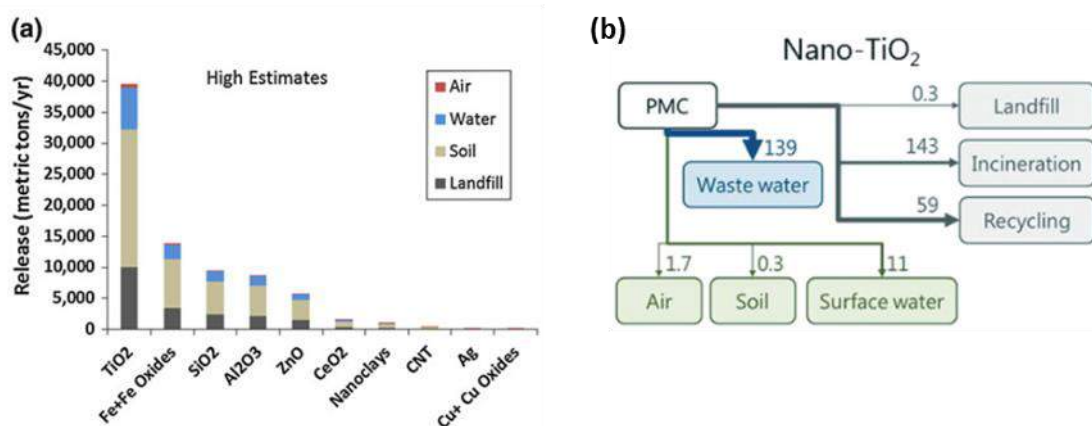 (a)
45,000
40,000
35,000
30,000
25,000
20,000
15,000
10,000
5,000
0
Release (metric tons/yr)
High Estimates
Air
Water
Soil
Landfill
TiO2
Fe+Fe Oxides
SiO2
Al2O3
ZnO
CeO2
Nanoclays
CNT
Ag
Cu+ Cu Oxides
(b)
Nano-TiO₂
PMC
0.3
Landfill
143
Incineration
59
Recycling
139
Waste water
1.7
Air
0.3
Soil
11
Surface water